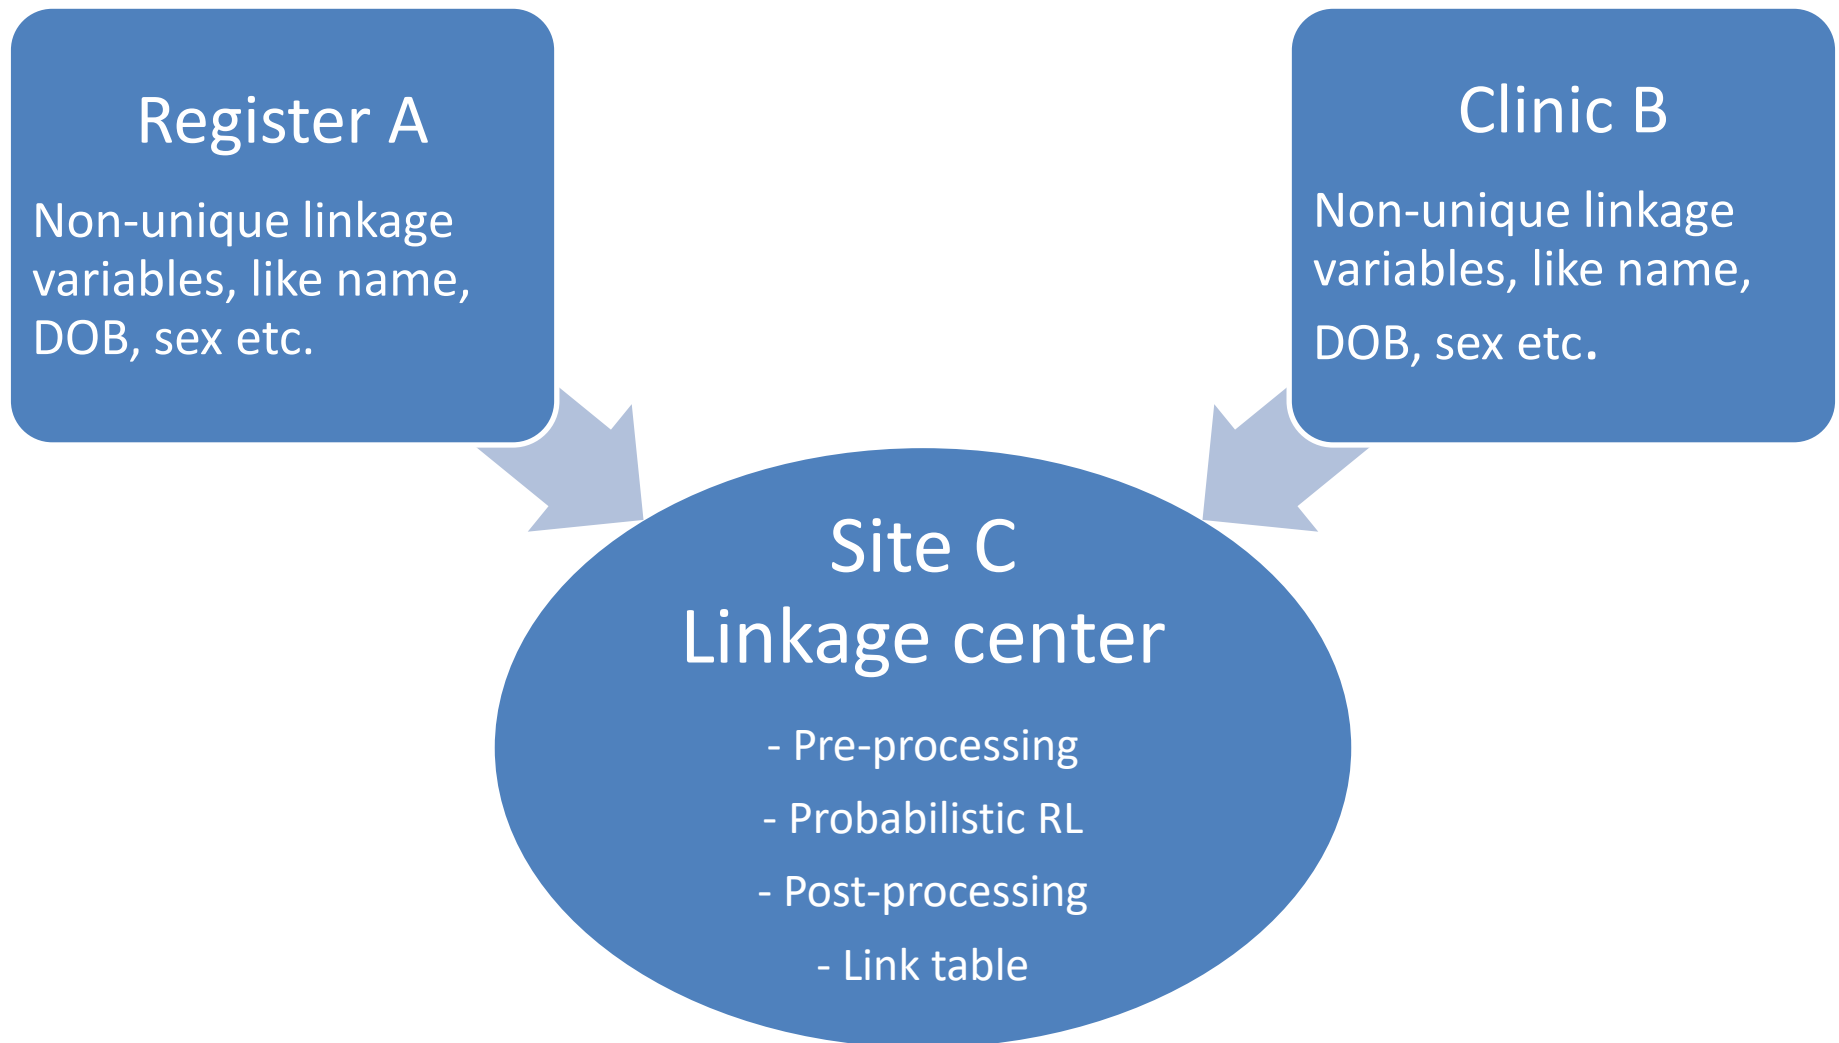 Register A
Non-unique linkage
variables, like name,
DOB, sex etc.
Clinic B
Non-unique linkage
variables, like name,
DOB, sex etc.
Site C
Linkage center
- Pre-processing
- Probabilistic RL
- Post-processing
- Link table